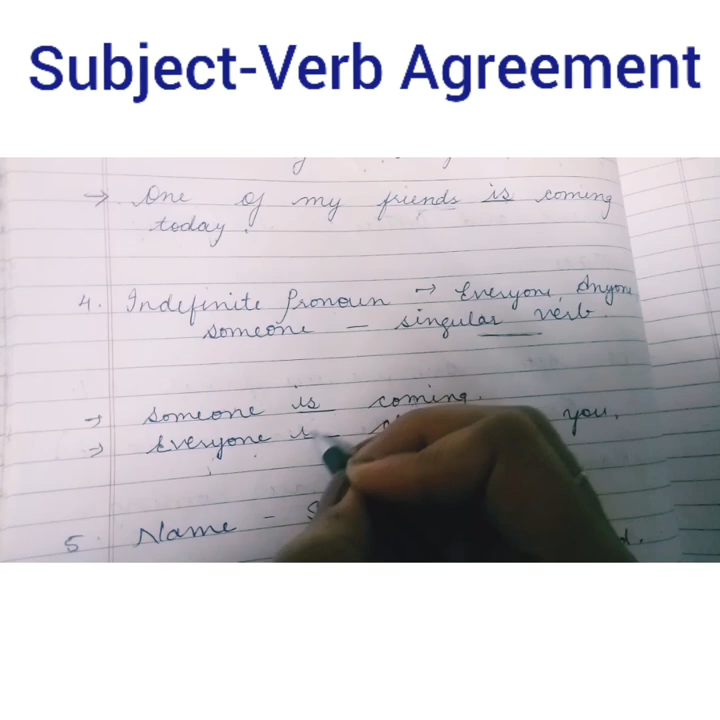 Subject-Verb Agreement
→ One of my friends is coming
today.
4. Indefinite Pronoun → Everyone, Anyone
someone - singular verb.
→ Someone is coming.
→ Everyone is you.
5. Name -